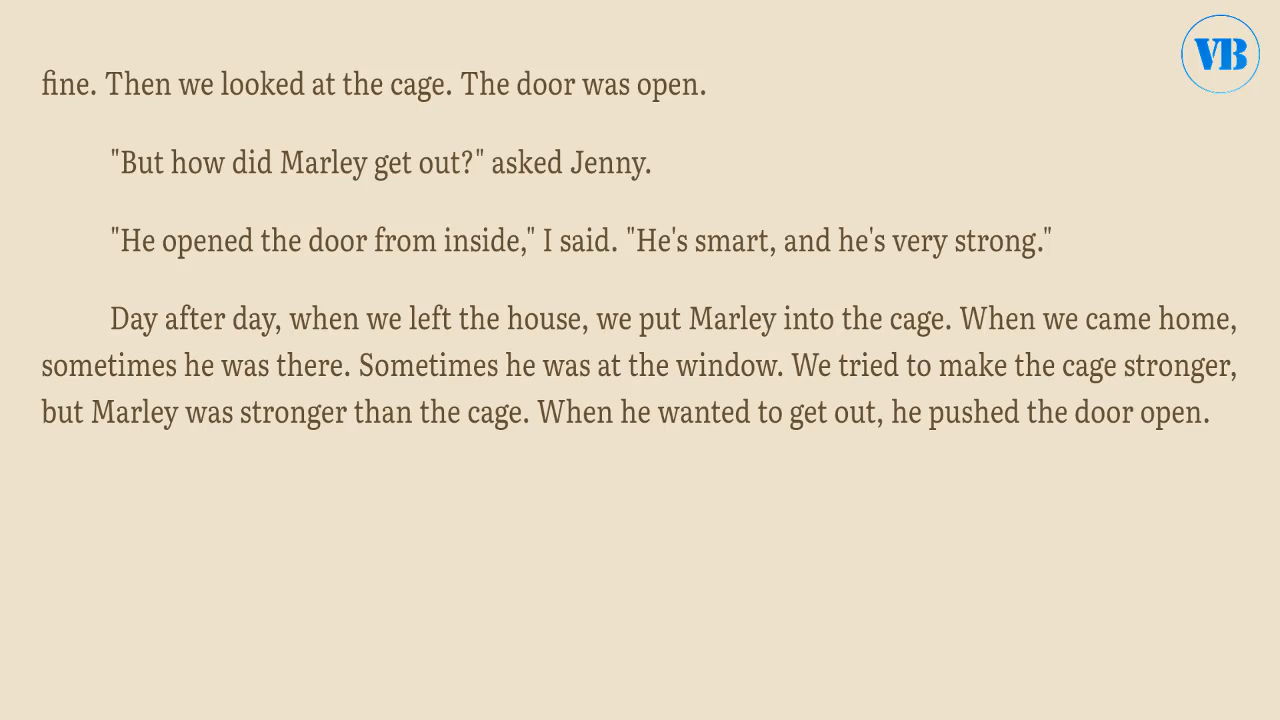 VB
fine. Then we looked at the cage. The door was open.
"But how did Marley get out?" asked Jenny.
"He opened the door from inside," I said. "He's smart, and he's very strong."
Day after day, when we left the house, we put Marley into the cage. When we came home,
sometimes he was there. Sometimes he was at the window. We tried to make the cage stronger,
but Marley was stronger than the cage. When he wanted to get out, he pushed the door open.